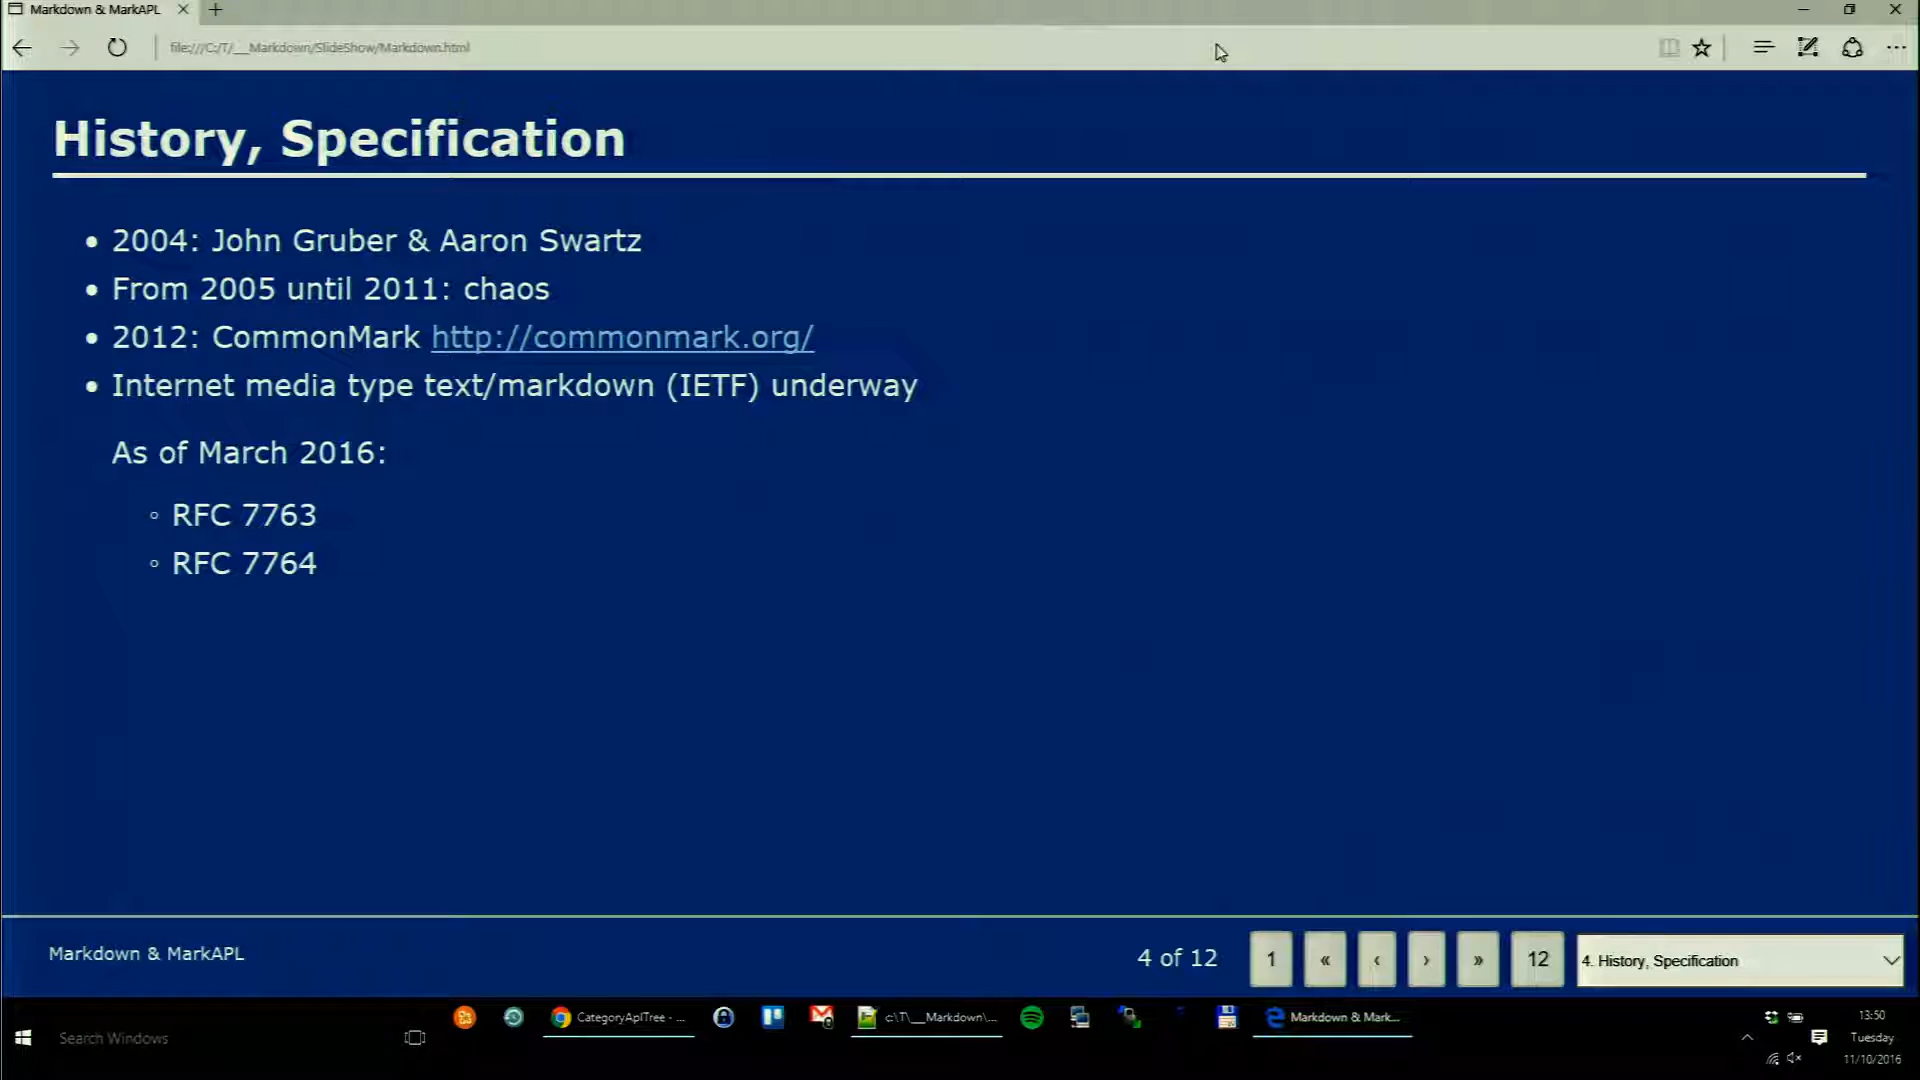 Markdown & MarkAPL
file:///C:/T/__Markdown/SlideShow/Markdown.html
History, Specification
• 2004: John Gruber & Aaron Swartz
• From 2005 until 2011: chaos
• 2012: CommonMark http://commonmark.org/
• Internet media type text/markdown (IETF) underway
As of March 2016:
◦ RFC 7763
◦ RFC 7764
Markdown & MarkAPL
4 of 12
1 « ‹ › » 12
4. History, Specification
Search Windows
CategoryAplTree - ...
c:\T\__Markdown\...
Markdown & Mark...
13:50
Tuesday
11/10/2016